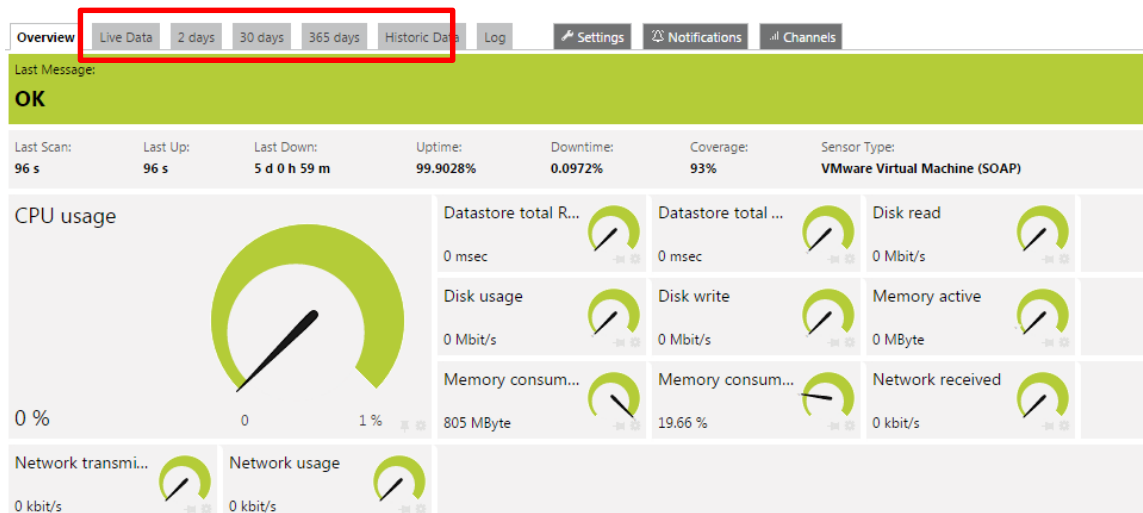 Overview Live Data 2 days 30 days 365 days Historic Data Log Settings Notifications Channels
Last Message:
OK
Last Scan: Last Up: Last Down: Uptime: Downtime: Coverage: Sensor Type:
96 s 96 s 5 d 0 h 59 m 99.9028% 0.0972% 93% VMware Virtual Machine (SOAP)
CPU usage
0 %
0 1 %
Datastore total R...
0 msec
Datastore total ...
0 msec
Disk read
0 Mbit/s
Disk usage
0 Mbit/s
Disk write
0 Mbit/s
Memory active
0 MByte
Memory consum...
805 MByte
Memory consum...
19.66 %
Network received
0 kbit/s
Network transmi...
0 kbit/s
Network usage
0 kbit/s